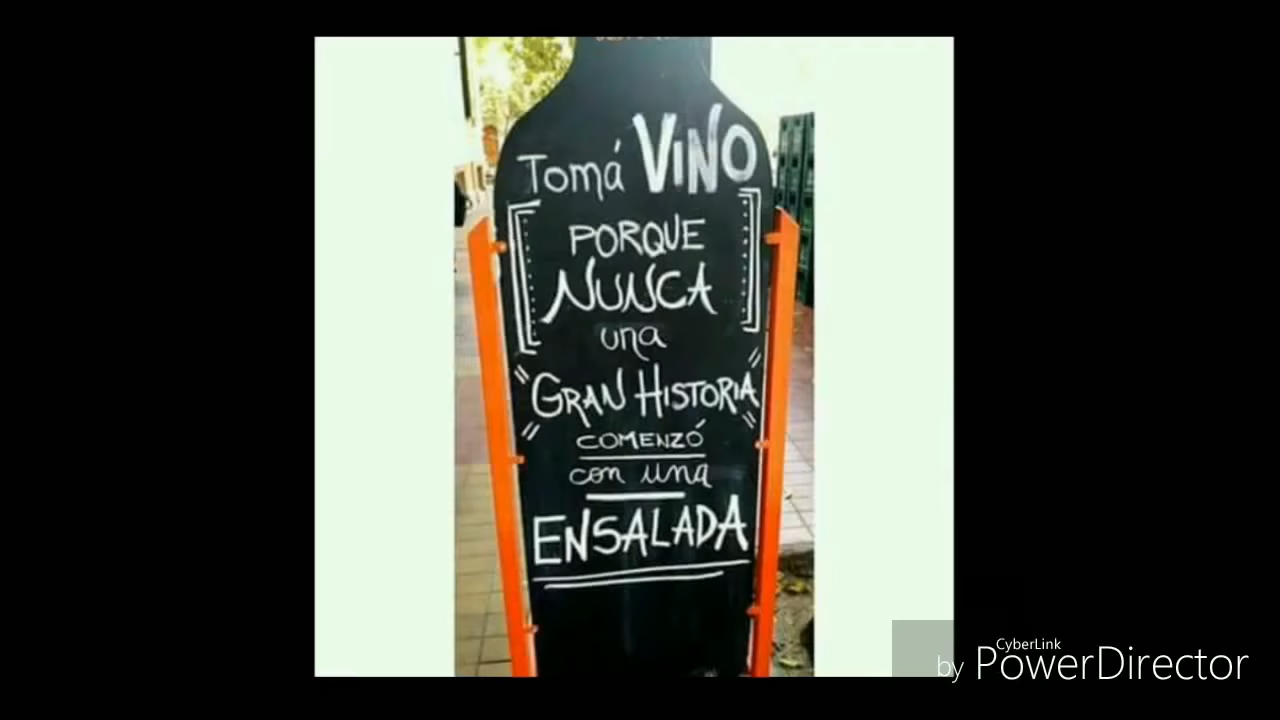 Tomá VINO
PORQUE
NUNCA
una
GRAN HISTORIA
COMENZÓ
con una
ENSALADA
CyberLink
by PowerDirector